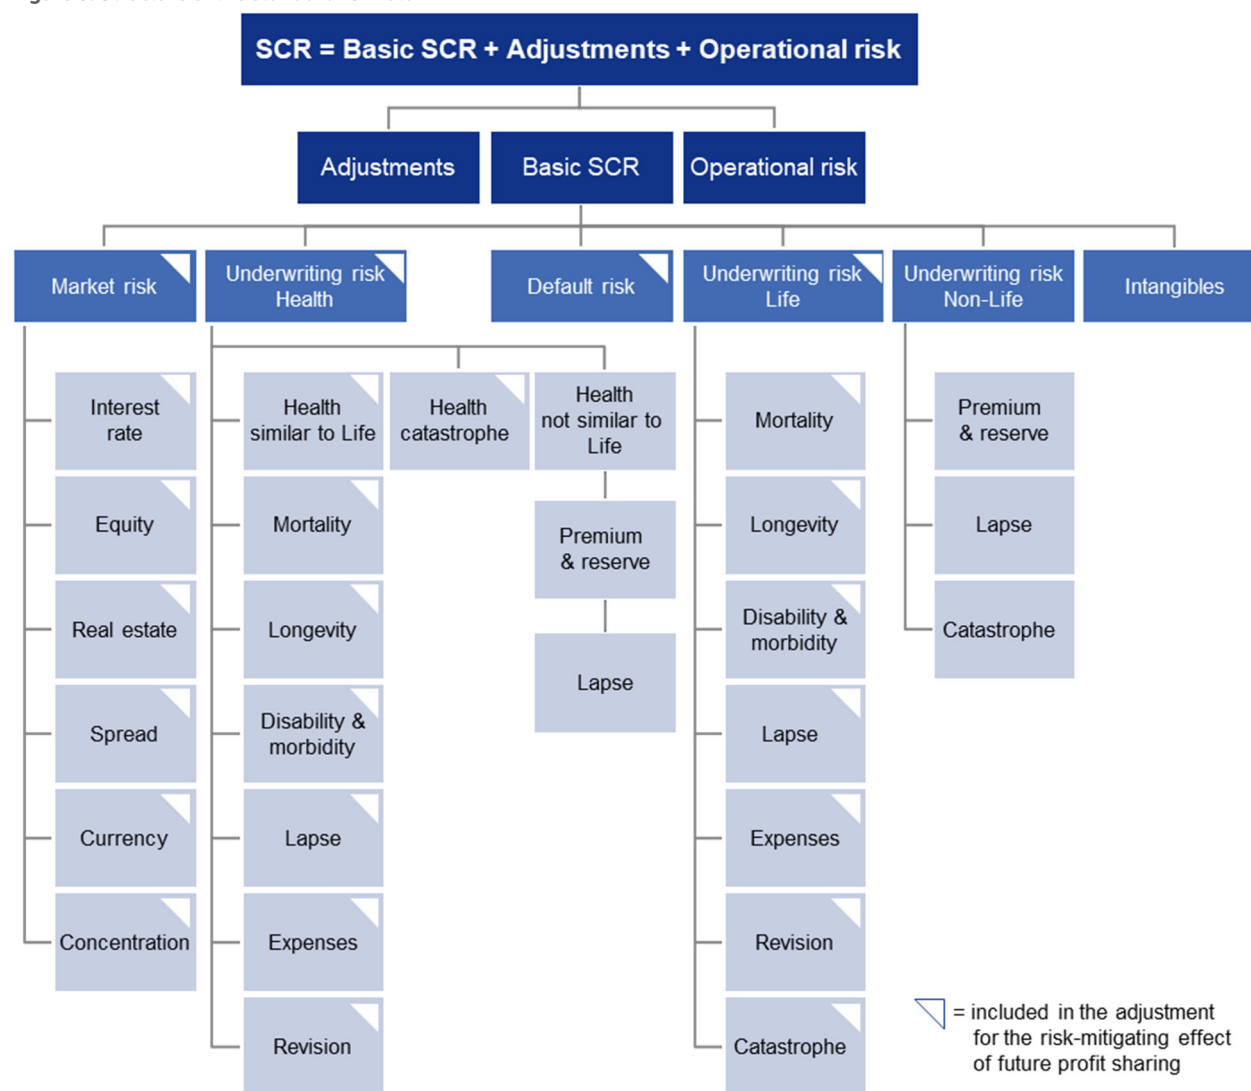 SCR = Basic SCR + Adjustments + Operational risk
Adjustments
Basic SCR
Operational risk
Market risk
Underwriting risk
Health
Default risk
Underwriting risk
Life
Underwriting risk
Non-Life
Intangibles
Interest
rate
Equity
Real estate
Spread
Currency
Concentration
Health
similar to Life
Mortality
Longevity
Disability &
morbidity
Lapse
Expenses
Revision
Health
catastrophe
Health
not similar to
Life
Premium
& reserve
Lapse
Mortality
Longevity
Disability &
morbidity
Lapse
Expenses
Revision
Catastrophe
Premium
& reserve
Lapse
Catastrophe
= included in the adjustment
for the risk-mitigating effect
of future profit sharing